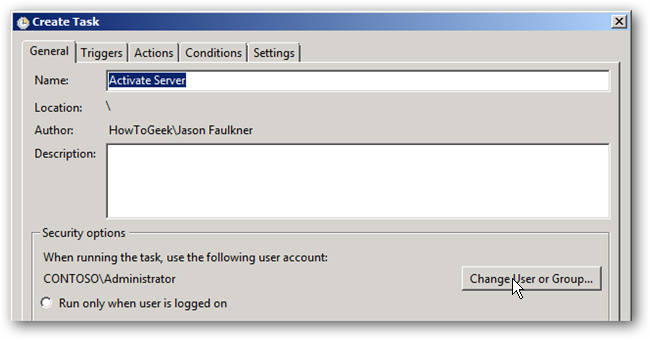 Create Task
General Triggers Actions Conditions Settings
Name: Activate Server
Location: \
Author: HowToGeek\Jason Faulkner
Description:
Security options
When running the task, use the following user account:
CONTOSO\Administrator Change User or Group...
Run only when user is logged on